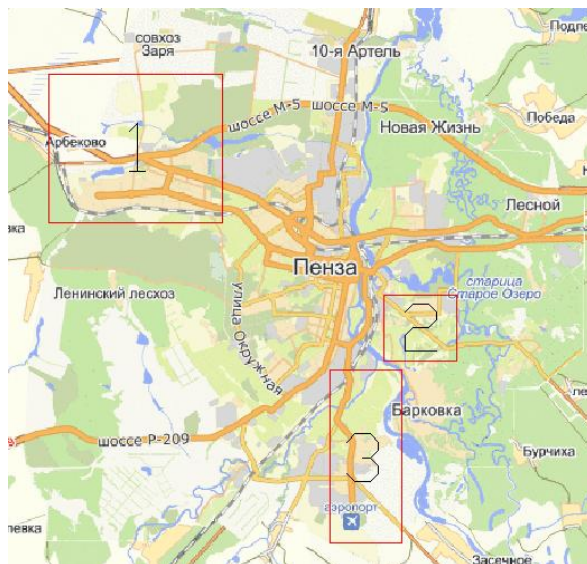 совхоз
Заря
10-я Артель
Подле
шоссе М-5 шоссе М-5
Победа
Новая Жизнь
Арбеково
1
Лесной
вка
Пенза
старица
Старое Озеро
Ленинский лесхоз
улица Окружная
2
Барковка
шоссе Р-209
3
Бурчиха
аэропорт
левка
Засечное